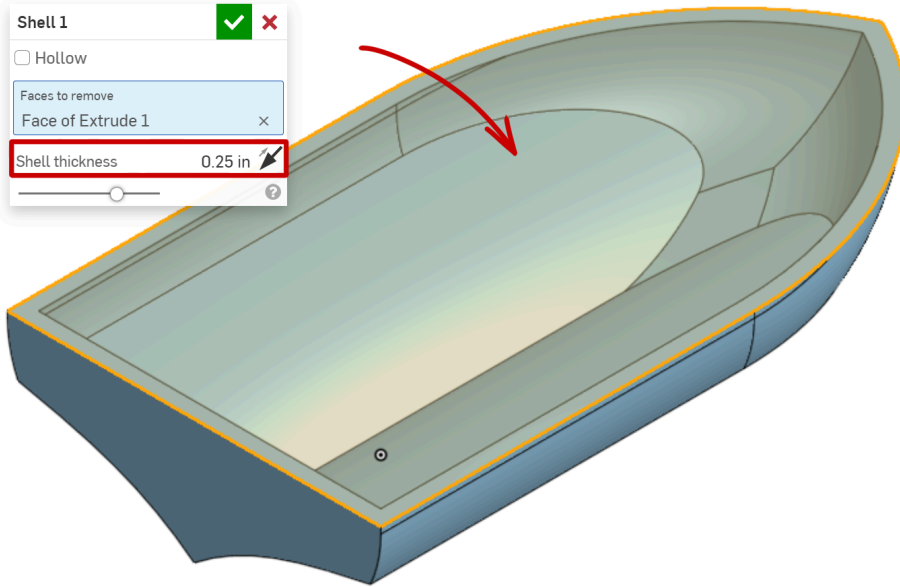 Shell 1
Hollow
Faces to remove
Face of Extrude 1
Shell thickness 0.25 in